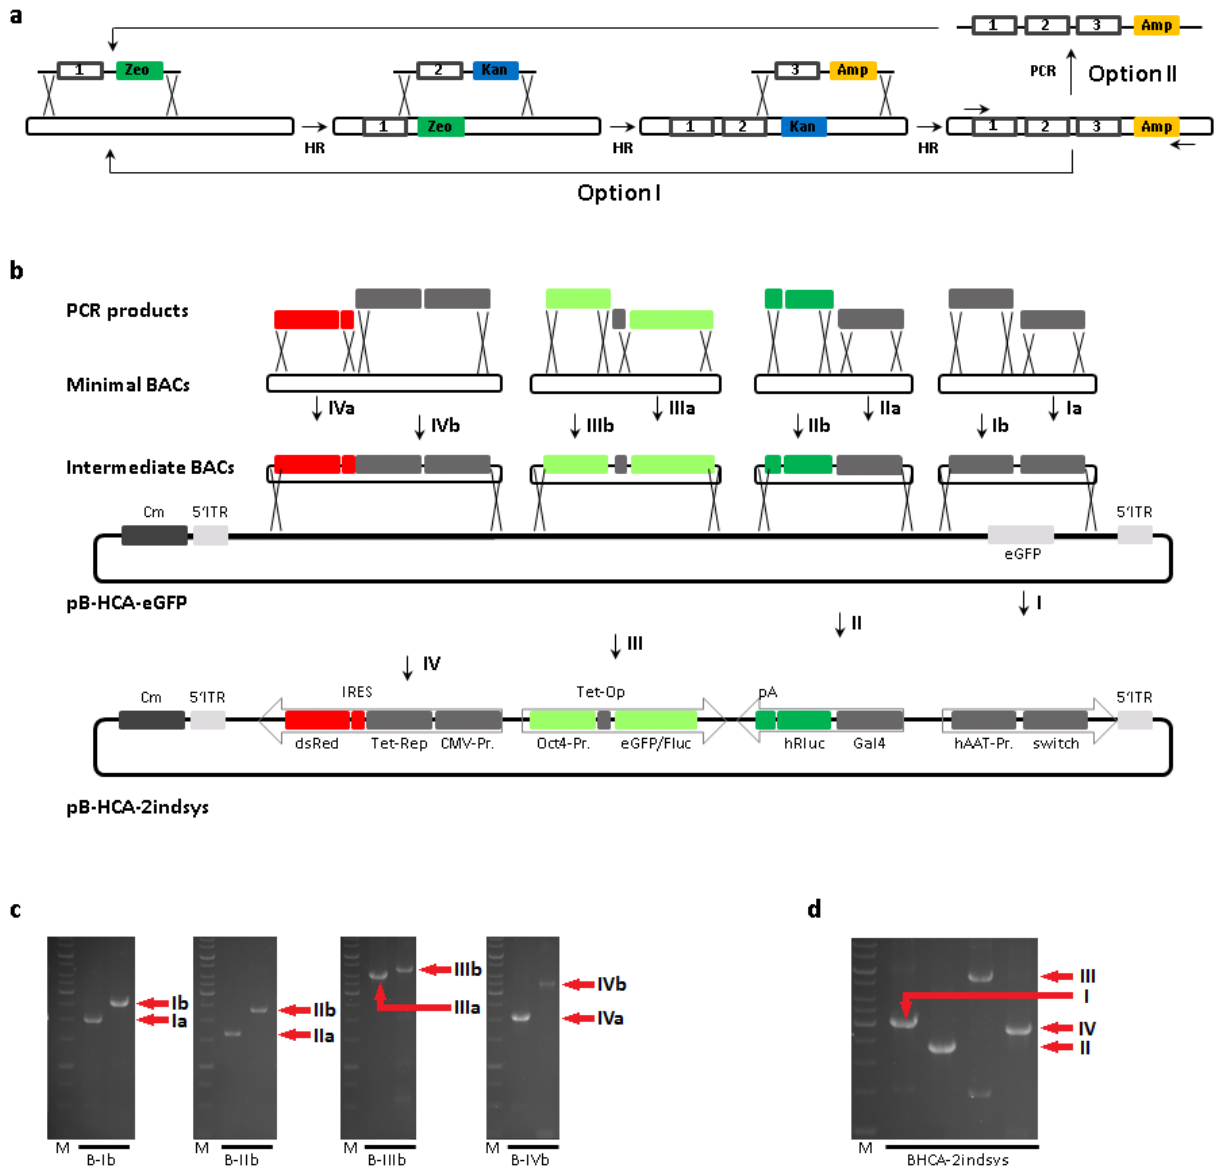 a
1 2 3 Amp
1 Zeo
2 Kan
3 Amp
PCR
Option II
1 Zeo
1 2 Kan
1 2 3 Amp
HR
HR
HR
Option I
b
PCR products
Minimal BACs
IVa
IIIa
IIa
Ia
IVb
IIIb
IIb
Ib
Intermediate BACs
Cm
5'ITR
5'ITR
eGFP
pB-HCA-eGFP
I
II
III
IV
IRES
Tet-Op
pA
Cm
5'ITR
5'ITR
dsRed
Tet-Rep
CMV-Pr.
Oct4-Pr.
eGFP/Fluc
hRluc
Gal4
hAAT-Pr.
switch
pB-HCA-2indsys
c
Ib
Ia
IIb
IIa
IIIb
IIIa
IVb
IVa
M
B-Ib
M
B-IIb
M
B-IIIb
M
B-IVb
d
III
I
IV
II
M
BHCA-2indsys